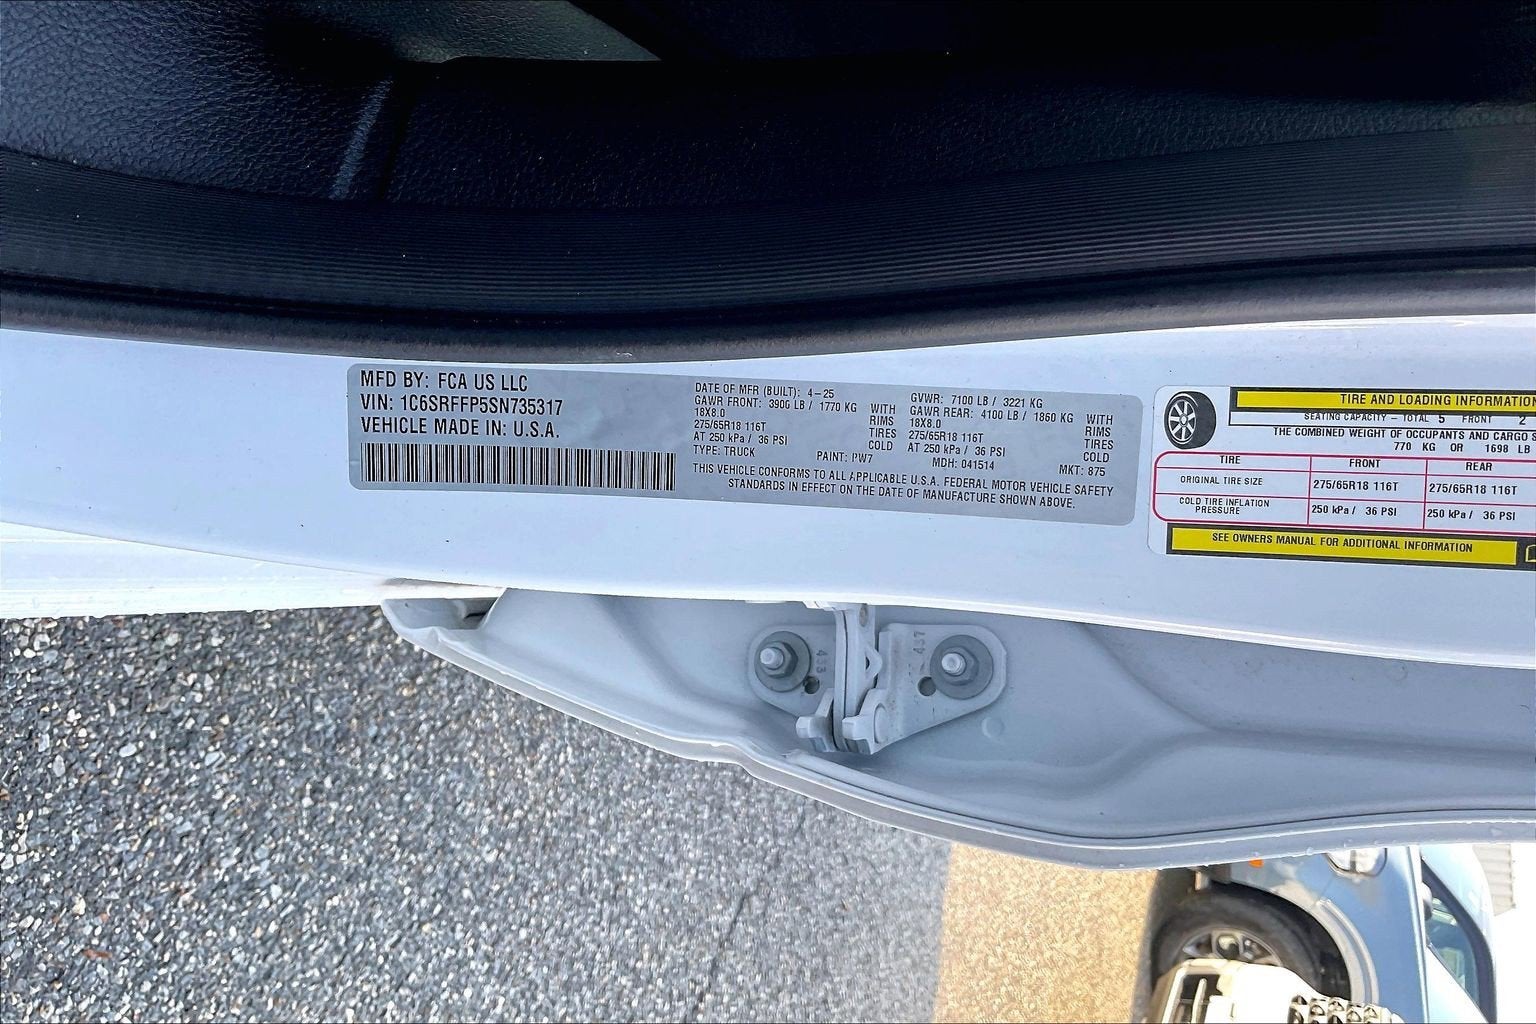 MFD BY: FCA US LLC
VIN: 1C6SRFFP5SN735317
VEHICLE MADE IN: U.S.A.
DATE OF MFR (BUILT): 4-25
GAWR FRONT: 3900 LB / 1770 KG WITH
18X8.0 RIMS
275/65R18 116T TIRES
AT 250 kPa / 36 PSI COLD
TYPE: TRUCK PAINT: PW7
GVWR: 7100 LB / 3221 KG
GAWR REAR: 4100 LB / 1860 KG WITH
18X8.0 RIMS
275/65R18 116T TIRES
AT 250 kPa / 36 PSI COLD
MDH: 041514 MKT: 875
THIS VEHICLE CONFORMS TO ALL APPLICABLE U.S.A. FEDERAL MOTOR VEHICLE SAFETY
STANDARDS IN EFFECT ON THE DATE OF MANUFACTURE SHOWN ABOVE.
TIRE AND LOADING INFORMATION
SEATING CAPACITY - TOTAL 5 FRONT 2
THE COMBINED WEIGHT OF OCCUPANTS AND CARGO
770 KG OR 1698 LB
TIRE FRONT REAR
ORIGINAL TIRE SIZE 275/65R18 116T 275/65R18 116T
COLD TIRE INFLATION
PRESSURE 250 kPa / 36 PSI 250 kPa / 36 PSI
SEE OWNERS MANUAL FOR ADDITIONAL INFORMATION
433
437